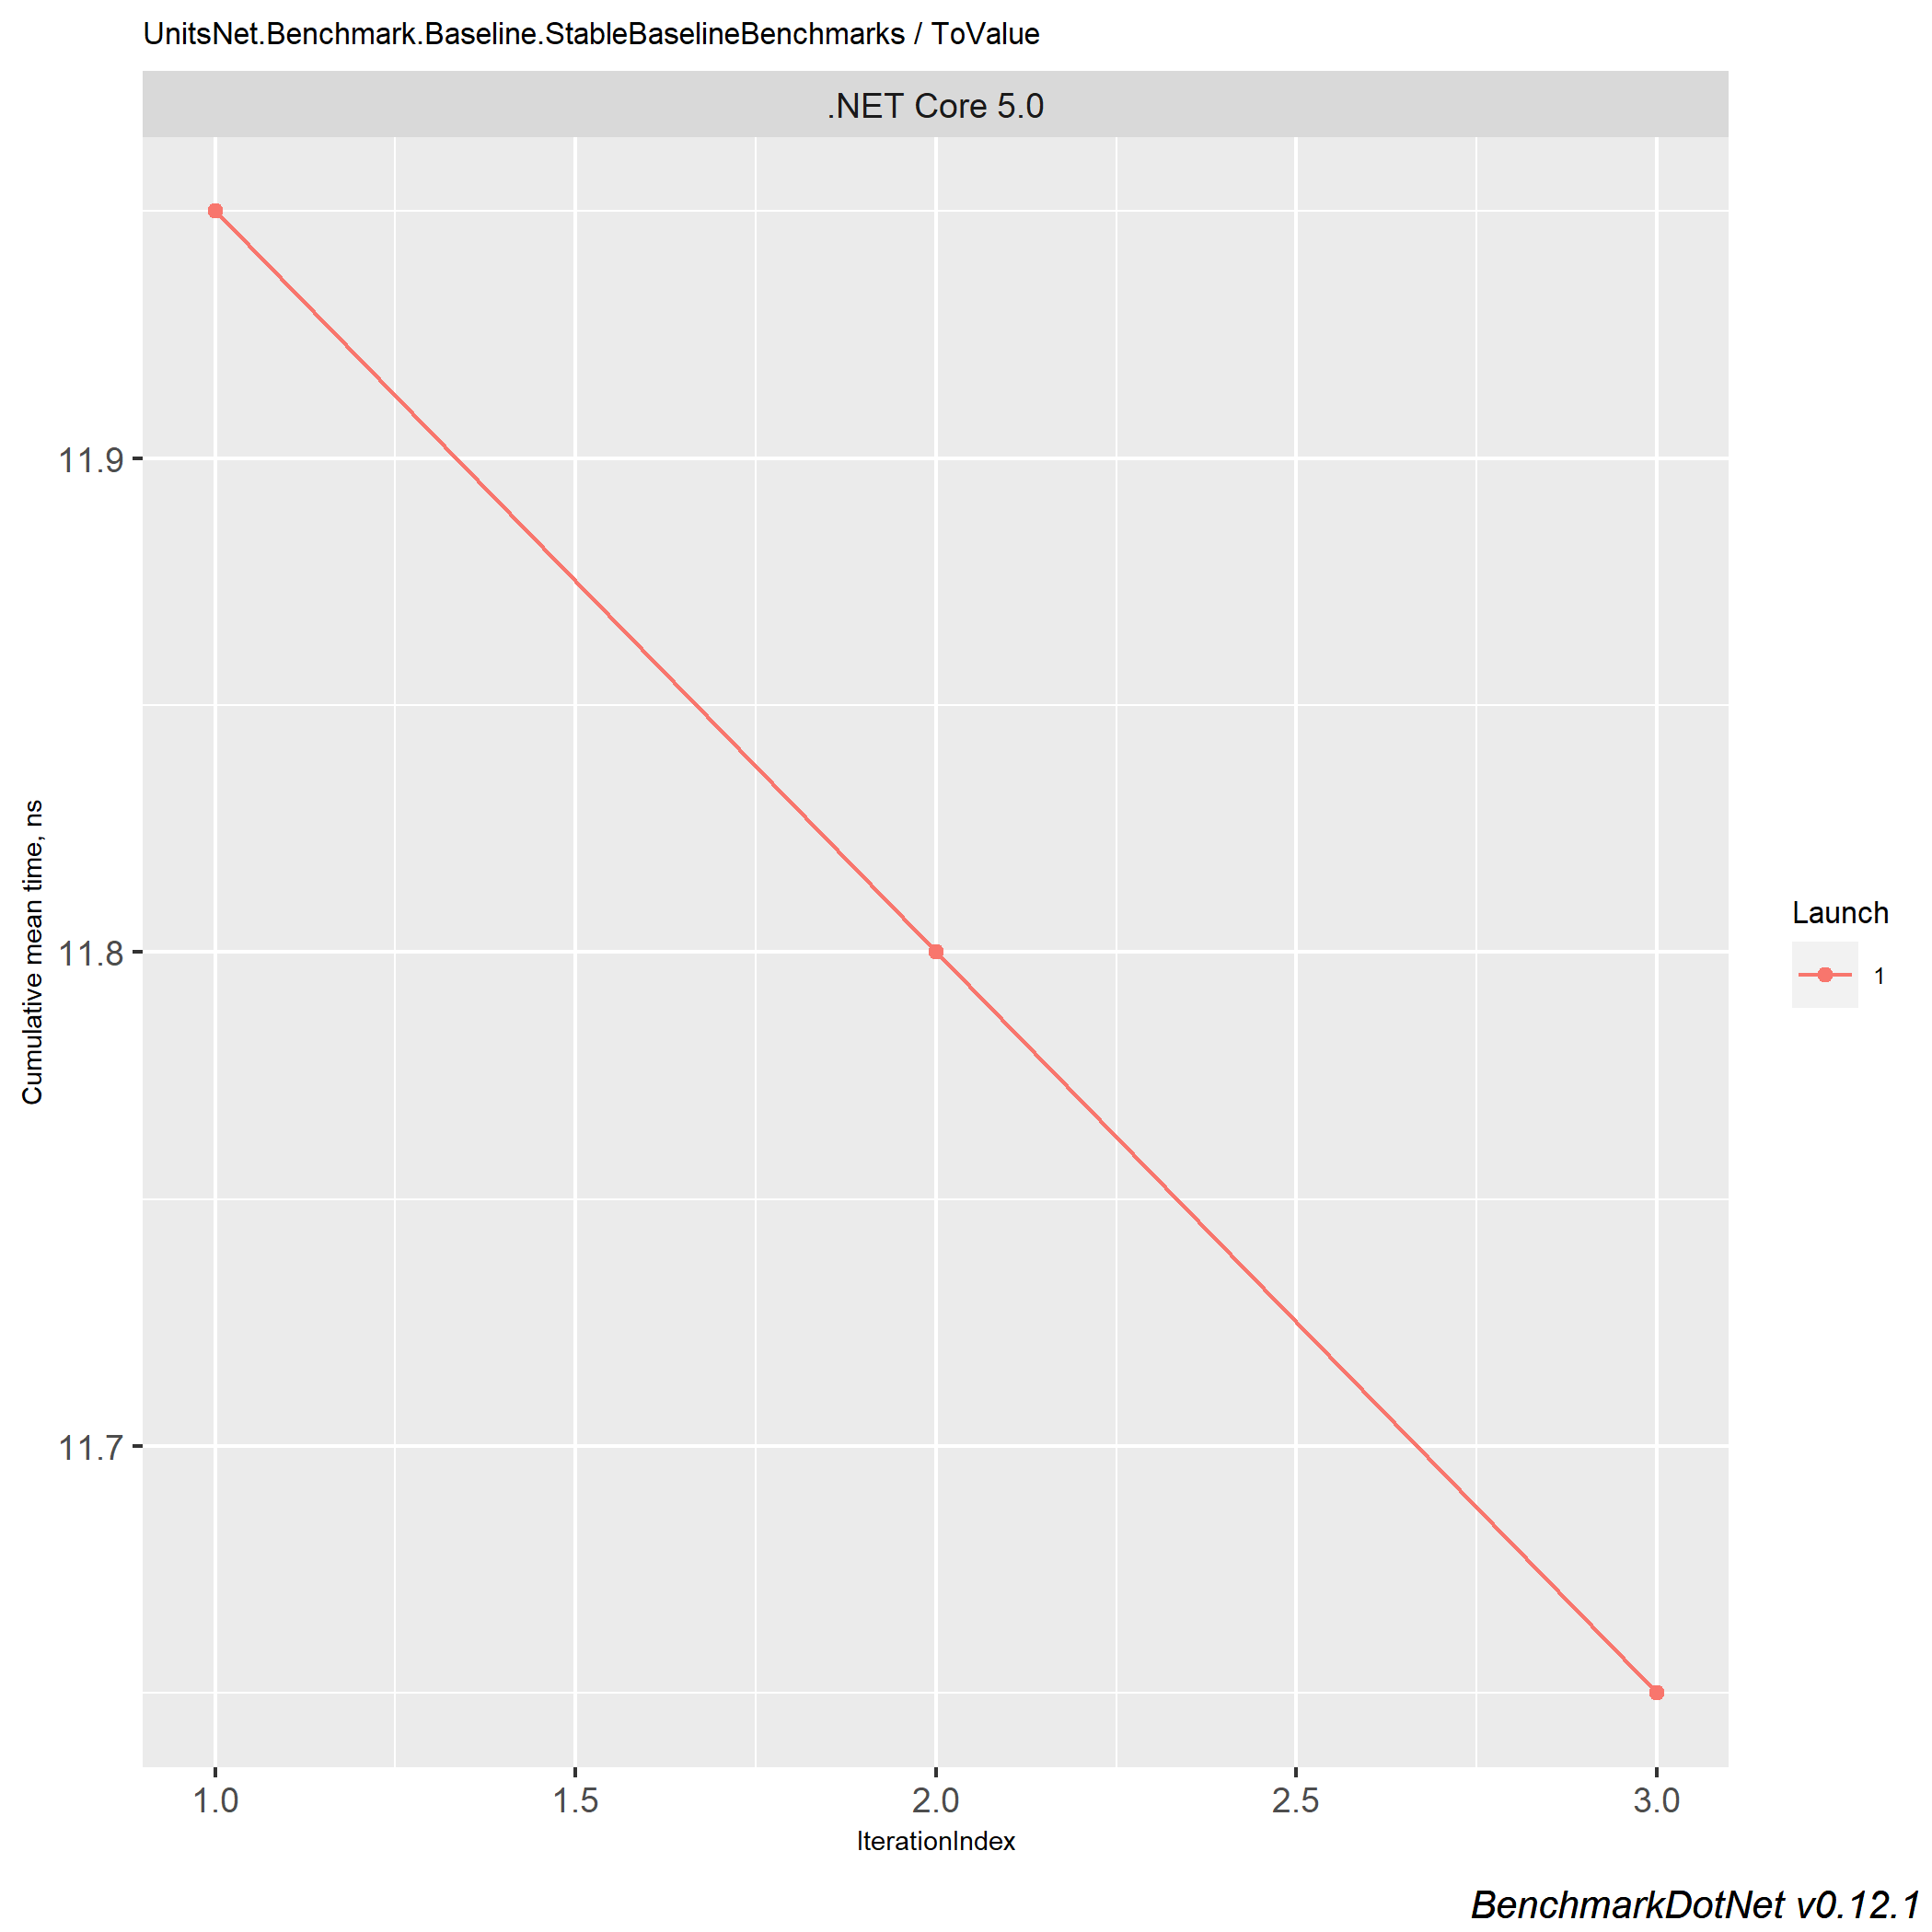 UnitsNet.Benchmark.Baseline.StableBaselineBenchmarks / ToValue
.NET Core 5.0
11.9
11.8
11.7
Cumulative mean time, ns
1.0 1.5 2.0 2.5 3.0
IterationIndex
Launch
1
BenchmarkDotNet v0.12.1